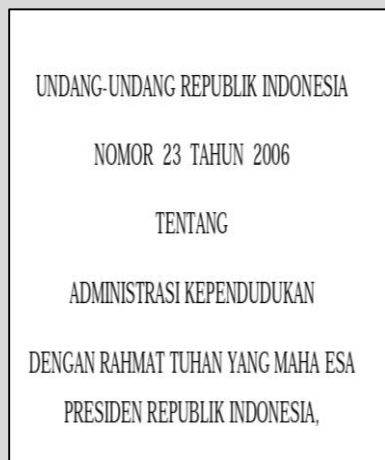 UNDANG-UNDANG REPUBLIK INDONESIA
NOMOR 23 TAHUN 2006
TENTANG
ADMINISTRASI KEPENDUDUKAN
DENGAN RAHMAT TUHAN YANG MAHA ESA
PRESIDEN REPUBLIK INDONESIA,